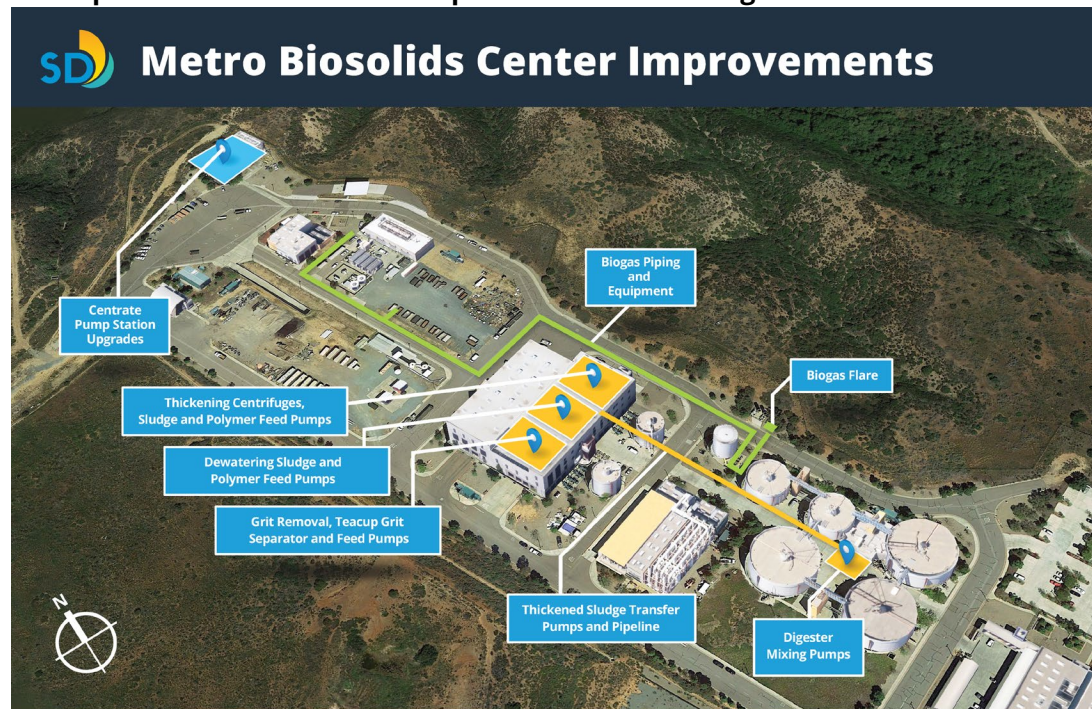 SD
Metro Biosolids Center Improvements
Biogas Piping
and
Equipment
Centrate
Pump Station
Upgrades
Biogas Flare
Thickening Centrifuges,
Sludge and Polymer Feed Pumps
Dewatering Sludge and
Polymer Feed Pumps
Grit Removal, Teacup Grit
Separator and Feed Pumps
Thickened Sludge Transfer
Pumps and Pipeline
Digester
Mixing Pumps
N